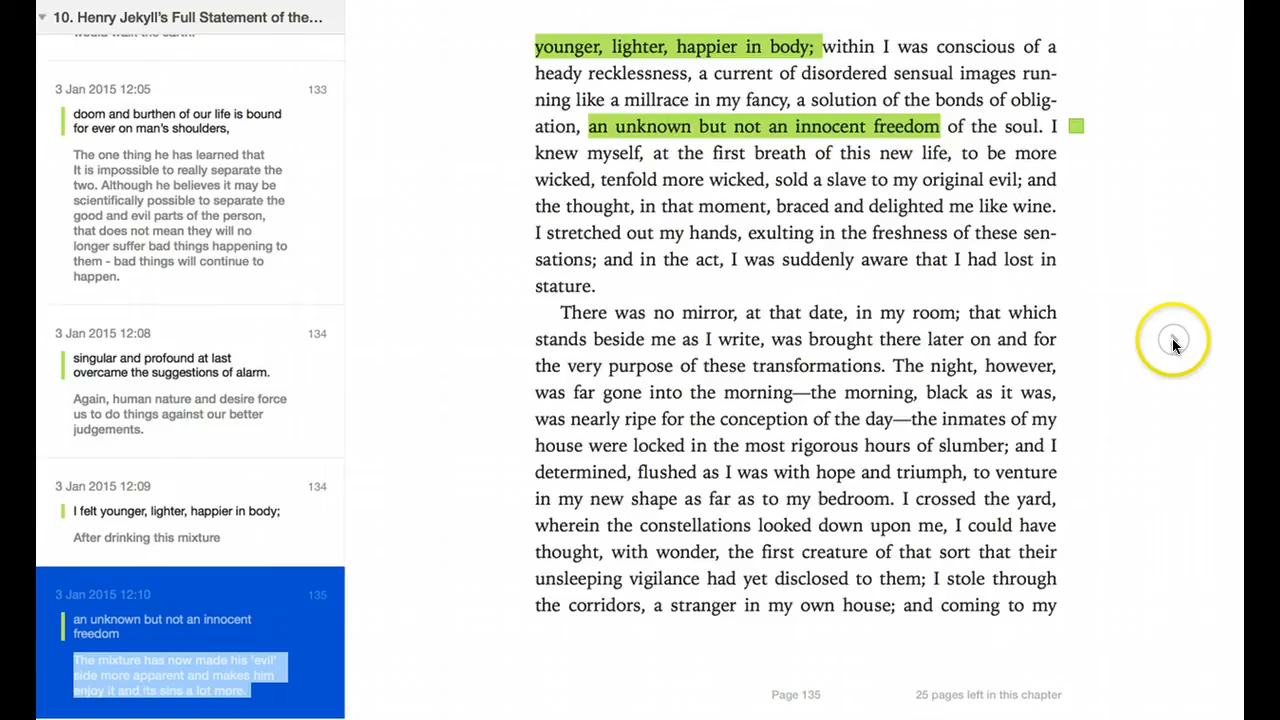 10. Henry Jekyll's Full Statement of the...
would walk the earth.
3 Jan 2015 12:05 133
doom and burthen of our life is bound
for ever on man's shoulders,
The one thing he has learned that
It is impossible to really separate the
two. Although he believes it may be
scientifically possible to separate the
good and evil parts of the person,
that does not mean they will no
longer suffer bad things happening to
them - bad things will continue to
happen.
3 Jan 2015 12:08 134
singular and profound at last
overcame the suggestions of alarm.
Again, human nature and desire force
us to do things against our better
judgements.
3 Jan 2015 12:09 134
I felt younger, lighter, happier in body;
After drinking this mixture
3 Jan 2015 12:10 135
an unknown but not an innocent
freedom
The mixture has now made his 'evil'
side more apparent and makes him
enjoy it and its sins a lot more.
younger, lighter, happier in body; within I was conscious of a
heady recklessness, a current of disordered sensual images run-
ning like a millrace in my fancy, a solution of the bonds of oblig-
ation, an unknown but not an innocent freedom of the soul. I
knew myself, at the first breath of this new life, to be more
wicked, tenfold more wicked, sold a slave to my original evil; and
the thought, in that moment, braced and delighted me like wine.
I stretched out my hands, exulting in the freshness of these sen-
sations; and in the act, I was suddenly aware that I had lost in
stature.
There was no mirror, at that date, in my room; that which
stands beside me as I write, was brought there later on and for
the very purpose of these transformations. The night, however,
was far gone into the morning—the morning, black as it was,
was nearly ripe for the conception of the day—the inmates of my
house were locked in the most rigorous hours of slumber; and I
determined, flushed as I was with hope and triumph, to venture
in my new shape as far as to my bedroom. I crossed the yard,
wherein the constellations looked down upon me, I could have
thought, with wonder, the first creature of that sort that their
unsleeping vigilance had yet disclosed to them; I stole through
the corridors, a stranger in my own house; and coming to my
Page 135 25 pages left in this chapter